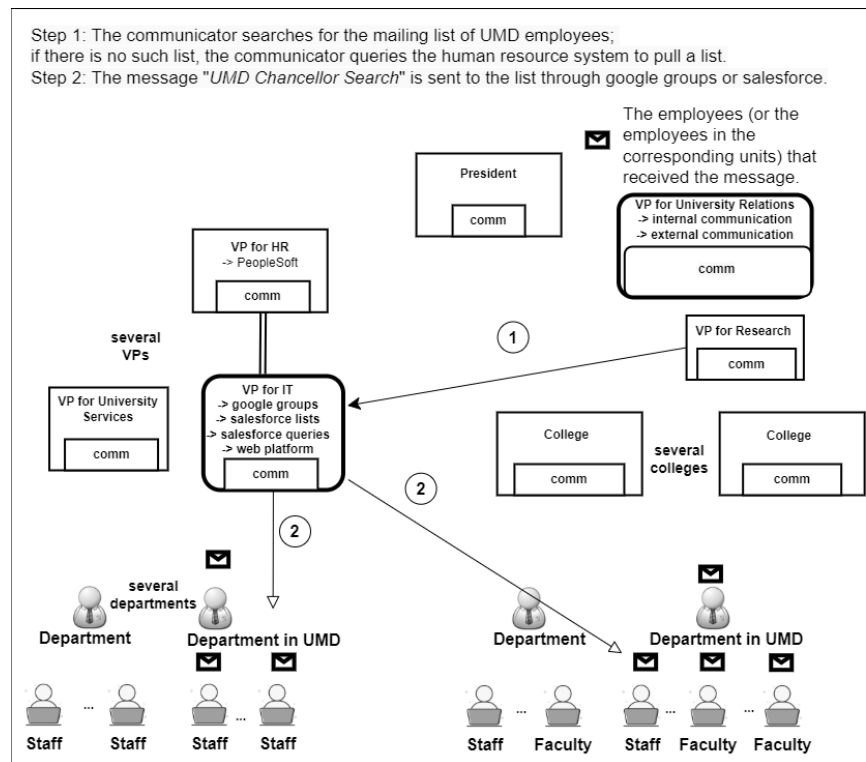 Step 1: The communicator searches for the mailing list of UMD employees;
if there is no such list, the communicator queries the human resource system to pull a list.
Step 2: The message "UMD Chancellor Search" is sent to the list through google groups or salesforce.
The employees (or the
employees in the
corresponding units) that
received the message.
President
comm
VP for University Relations
-> internal communication
-> external communication
comm
VP for HR
-> PeopleSoft
comm
several
VPs
1
VP for Research
comm
VP for University
Services
comm
VP for IT
-> google groups
-> salesforce lists
-> salesforce queries
-> web platform
comm
College
comm
several
colleges
College
comm
2
2
several
departments
Department
Department in UMD
Department
Department in UMD
Staff
...
Staff
Staff
...
Staff
Staff
...
Faculty
Staff
...
Faculty
...
Faculty